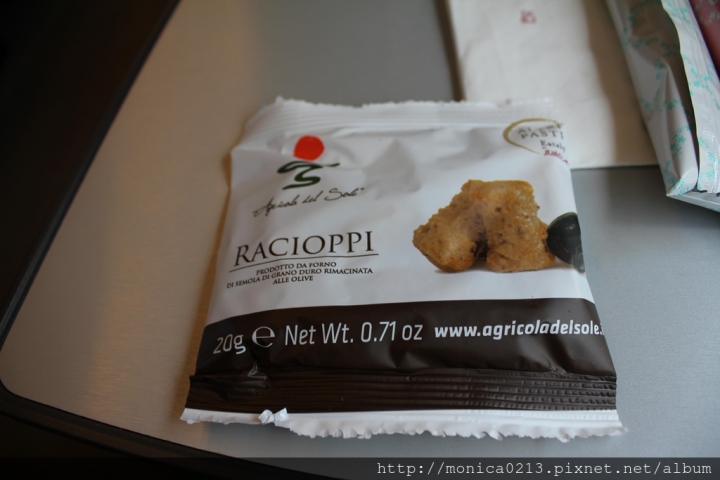 "Agricola del Sole"
RACIOPPI
PRODOTTO DA FORNO
DI SEMOLA DI GRANO DURO RIMACINATA
ALLE OLIVE
20g e Net Wt. 0.71 oz www.agricoladelsole.
http://monica0213.pixnet.net/album